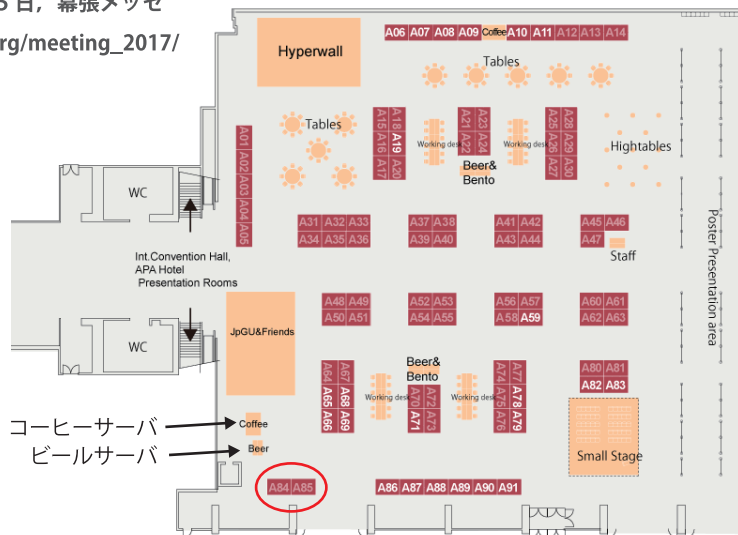 5 日，幕張メッセ
rg/meeting_2017/
Hyperwall
A06 A07 A08 A09 Coffee A10 A11 A12 A13 A14
Tables
Tables
A01
A02
A03
A04
A05
A15
A16
A17
A18
A19
A20
Working desk
A21
A22
A23
A24
Beer&
Bento
Working desk
A25
A26
A27
A28
A29
A30
Hightables
WC
Int.Convention Hall,
APA Hotel
Presentation Rooms
A31 A32 A33
A34 A35 A36
A37 A38
A39 A40
A41 A42
A43 A44
A45 A46
A47
Staff
Poster Presentation area
JpGU&Friends
WC
A48 A49
A50 A51
A52 A53
A54 A55
A56 A57
A58 A59
A60 A61
A62 A63
A64
A65
A66
A67
A68
A69
Working desk
Beer&
Bento
A70
A71
A72
A73
Working desk
A74
A75
A76
A77
A78
A79
A80 A81
A82 A83
Small Stage
コーヒーサーバ
Coffee
ビールサーバ
Beer
A84 A85
A86 A87 A88 A89 A90 A91